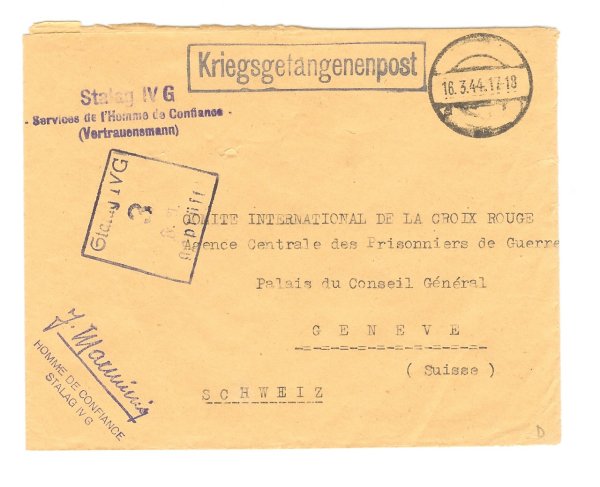 Kriegsgefangenenpost
16.3.44.17-18
Stalag IV G
- Services de l'Homme de Confiance -
(Vertrauensmann)
Stalag IVG
3
Geprüft
COMITE INTERNATIONAL DE LA CROIX ROUGE
Agence Centrale des Prisonniers de Guerre
Palais du Conseil Général
GENEVE
(Suisse)
SCHWEIZ
HOMME DE CONFIANCE
STALAG IV G
D